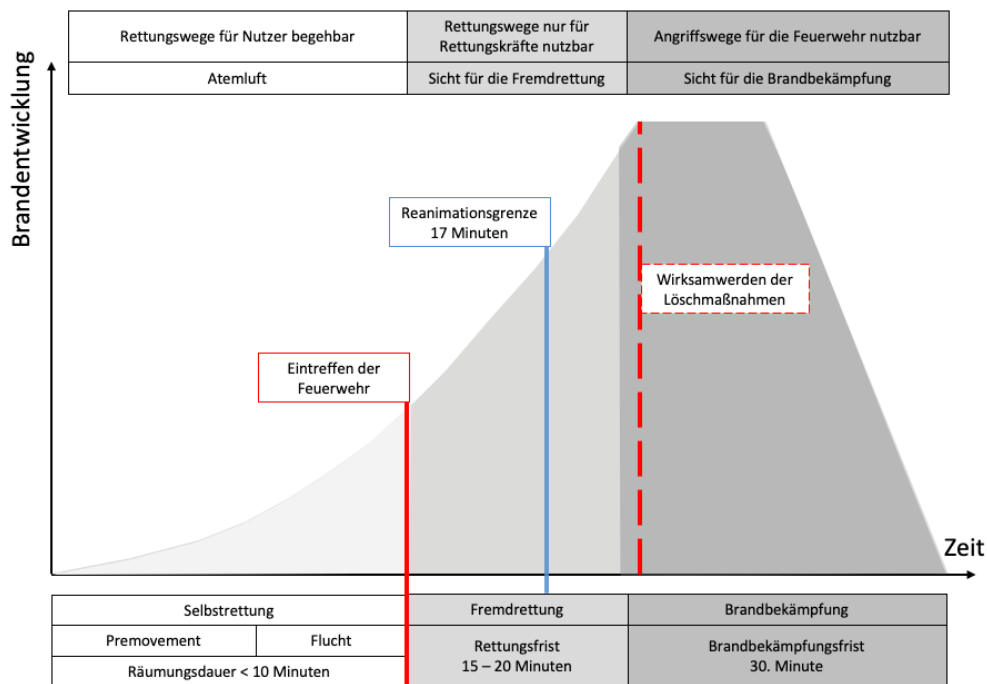 Rettungswege für Nutzer begehbar
Rettungswege nur für
Rettungskräfte nutzbar
Angriffswege für die Feuerwehr nutzbar
Atemluft
Sicht für die Fremdrettung
Sicht für die Brandbekämpfung
Brandentwicklung
Reanimationsgrenze
17 Minuten
Wirksamwerden der
Löschmaßnahmen
Eintreffen der
Feuerwehr
Zeit
Selbstrettung
Fremdrettung
Brandbekämpfung
Premovement
Flucht
Rettungsfrist
15 – 20 Minuten
Brandbekämpfungsfrist
30. Minute
Räumungsdauer < 10 Minuten